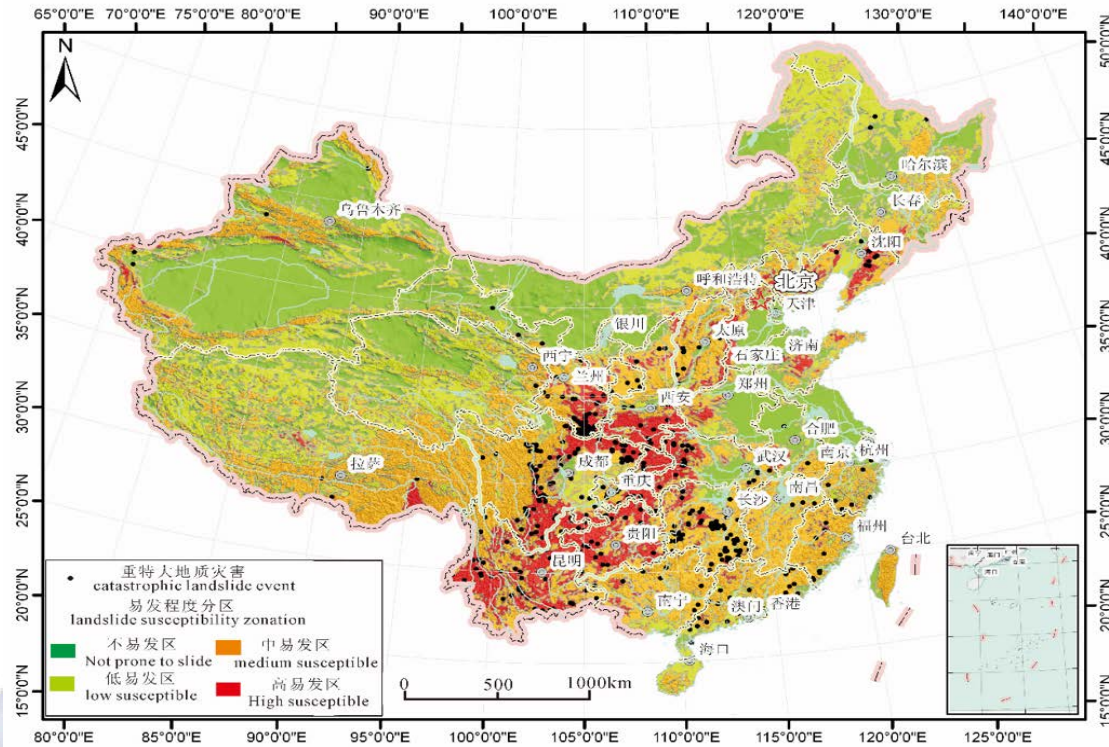 65°0'0"E 70°0'0"E 80°0'0"E 90°0'0"E 100°0'0"E 110°0'0"E 120°0'0"E 130°0'0"E 140°0'0"E
N
50°0'0"N
45°0'0"N
40°0'0"N
35°0'0"N
30°0'0"N
25°0'0"N
20°0'0"N
15°0'0"N
50°0'0"N
45°0'0"N
40°0'0"N
35°0'0"N
30°0'0"N
25°0'0"N
20°0'0"N
15°0'0"N
哈尔滨
长春
乌鲁木齐
沈阳
呼和浩特
北京
天津
银川
太原
石家庄
济南
西宁
兰州
郑州
西安
合肥
拉萨
成都
武汉
南京
杭州
重庆
长沙
南昌
贵阳
福州
昆明
台北
南宁
澳门
香港
海口
重特大地质灾害
catastrophic landslide event
易发程度分区
landslide susceptibility zonation
不易发区
Not prone to slide
中易发区
medium susceptible
低易发区
low susceptible
高易发区
High susceptible
0 500 1000km
80°0'0"E 85°0'0"E 90°0'0"E 95°0'0"E 100°0'0"E 105°0'0"E 110°0'0"E 115°0'0"E 120°0'0"E 125°0'0"E